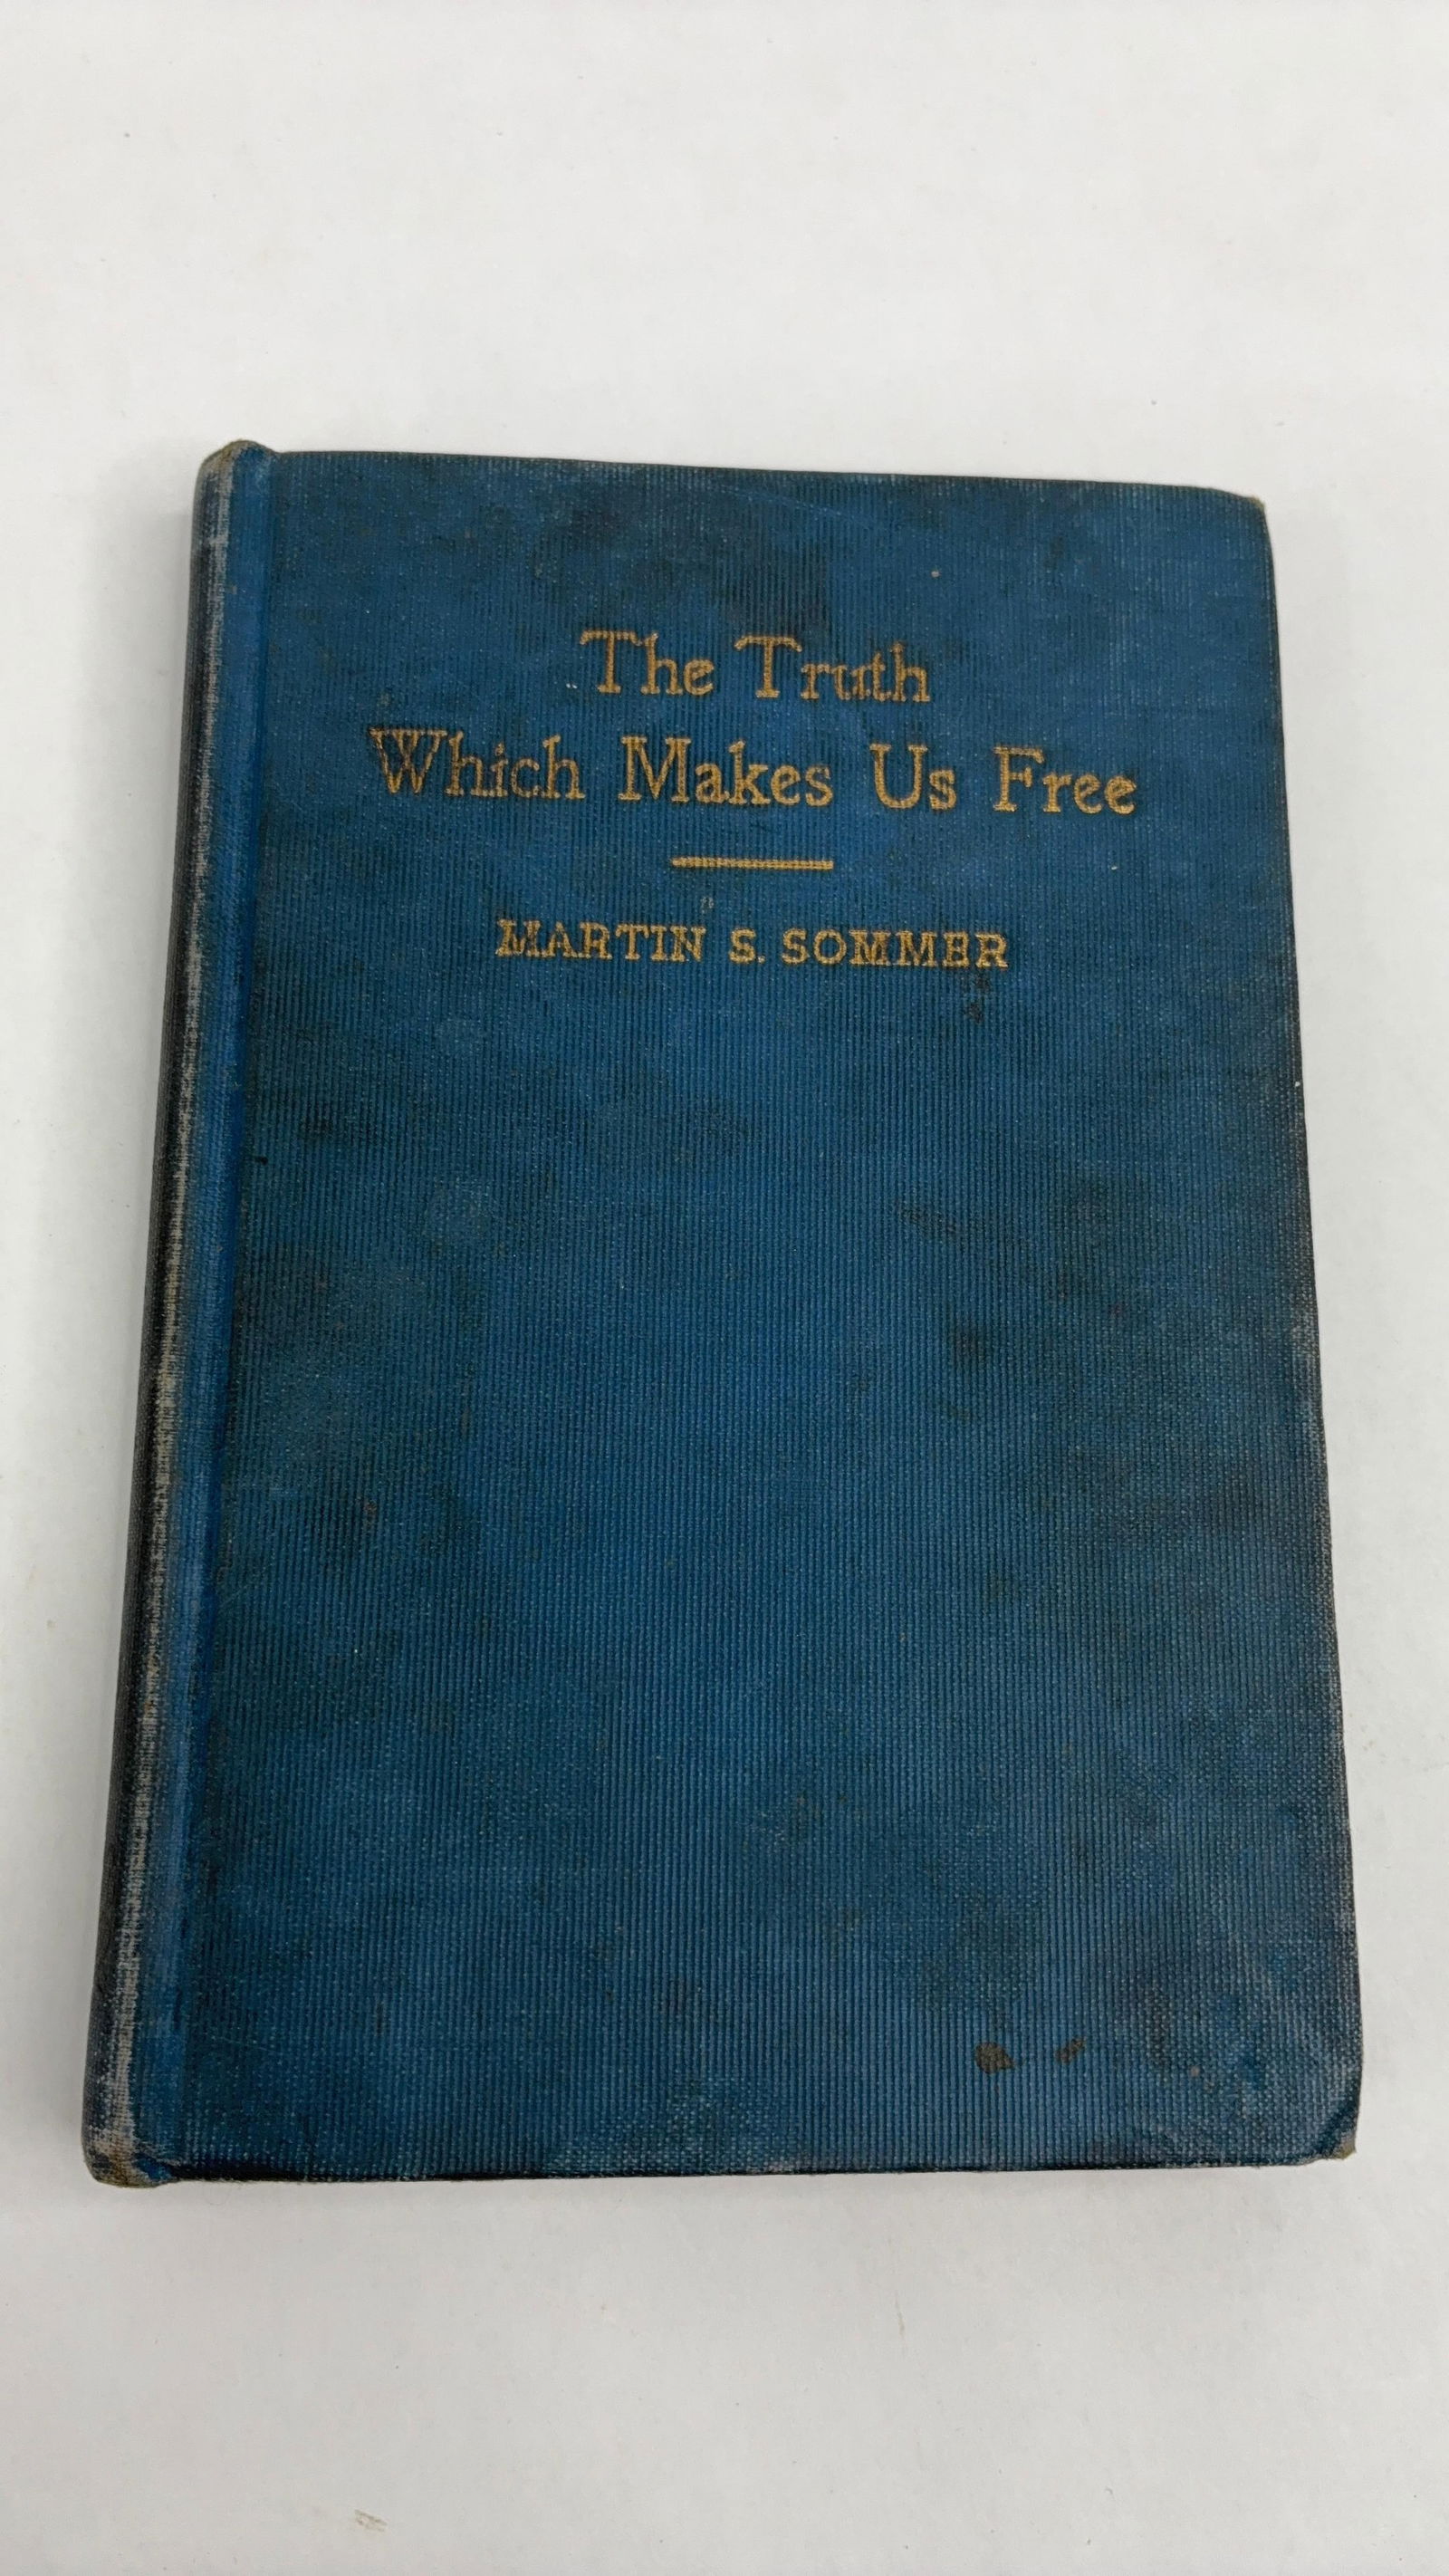 The Truth
Which Makes Us Free
MARTIN S. SOMMER